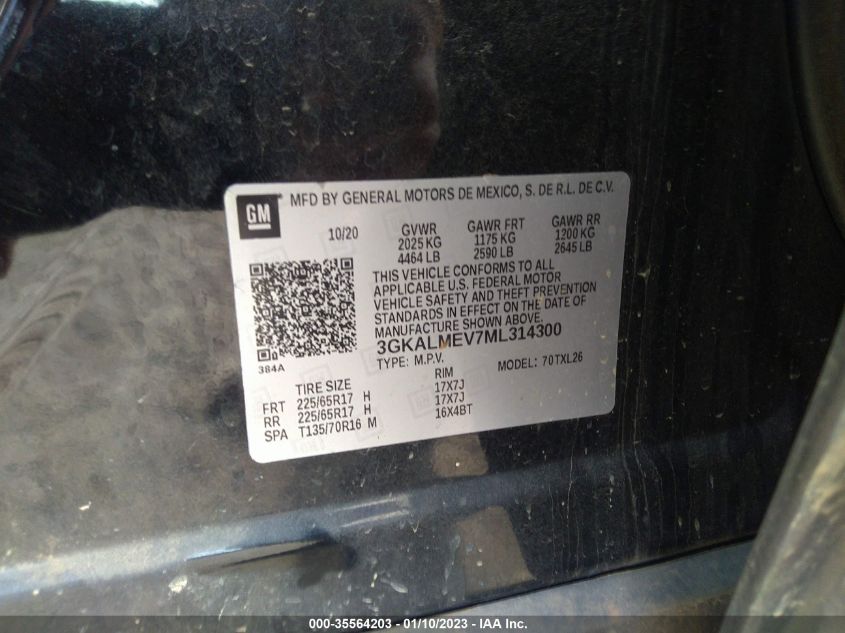 GM ® MFD BY GENERAL MOTORS DE MEXICO, S. DE R.L. DE C.V.
10/20 GVWR GAWR FRT GAWR RR
2025 KG 1175 KG 1200 KG
4464 LB 2590 LB 2645 LB
THIS VEHICLE CONFORMS TO ALL
APPLICABLE U.S. FEDERAL MOTOR
VEHICLE SAFETY AND THEFT PREVENTION
STANDARDS IN EFFECT ON THE DATE OF
MANUFACTURE SHOWN ABOVE.
3GKALMEV7ML314300
384A TYPE: M.P.V. MODEL: 70TXL26
TIRE SIZE RIM
FRT 225/65R17 H 17X7J
RR 225/65R17 H 17X7J
SPA T135/70R16 M 16X4BT
000-35564203 - 01/10/2023 - IAA Inc.